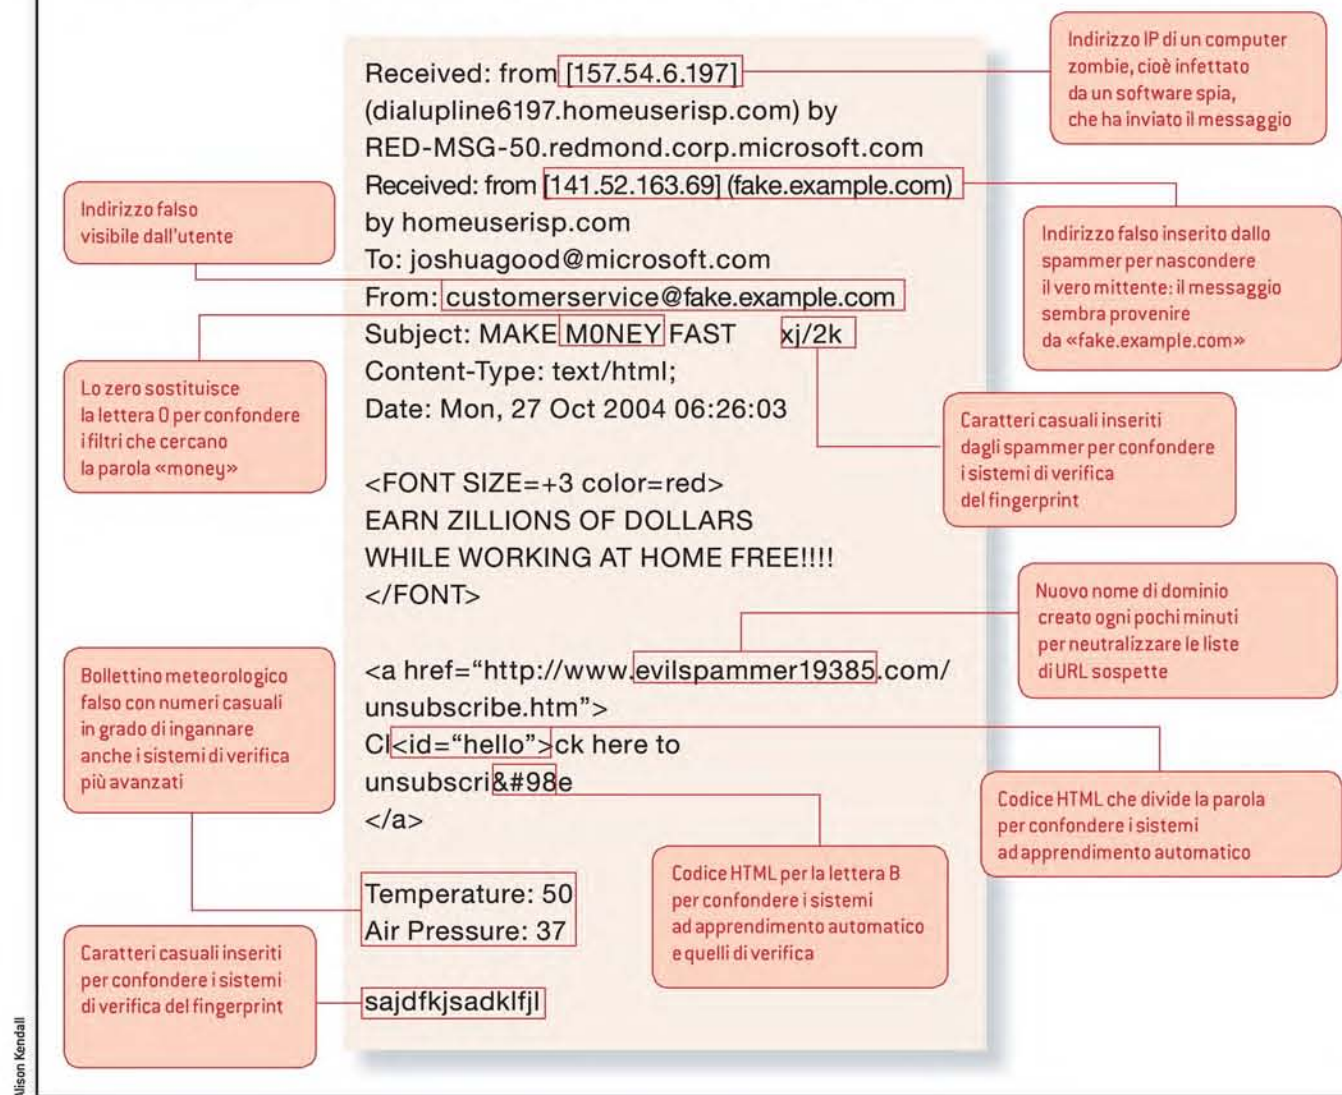 Received: from [157.54.6.197]
(dialupline6197.homeuserisp.com) by
RED-MSG-50.redmond.corp.microsoft.com
Received: from [141.52.163.69] (fake.example.com)
by homeuserisp.com
To: joshuagood@microsoft.com
From: customerservice@fake.example.com
Subject: MAKE M0NEY FAST xj/2k
Content-Type: text/html;
Date: Mon, 27 Oct 2004 06:26:03
<FONT SIZE=+3 color=red>
EARN ZILLIONS OF DOLLARS
WHILE WORKING AT HOME FREE!!!!
</FONT>
<a href=“http://www.evilspammer19385.com/
unsubscribe.htm”>
Cl<id=“hello”>ck here to
unsubscri&#98e
</a>
Temperature: 50
Air Pressure: 37
sajdfkjsadklfjl
Indirizzo IP di un computer
zombie, cioè infettato
da un software spia,
che ha inviato il messaggio
Indirizzo falso
visibile dall'utente
Indirizzo falso inserito dallo
spammer per nascondere
il vero mittente: il messaggio
sembra provenire
da «fake.example.com»
Lo zero sostituisce
la lettera O per confondere
i filtri che cercano
la parola «money»
Caratteri casuali inseriti
dagli spammer per confondere
i sistemi di verifica
del fingerprint
Nuovo nome di dominio
creato ogni pochi minuti
per neutralizzare le liste
di URL sospette
Bollettino meteorologico
falso con numeri casuali
in grado di ingannare
anche i sistemi di verifica
più avanzati
Codice HTML che divide la parola
per confondere i sistemi
ad apprendimento automatico
Codice HTML per la lettera B
per confondere i sistemi
ad apprendimento automatico
e quelli di verifica
Caratteri casuali inseriti
per confondere i sistemi
di verifica del fingerprint
Alison Kendall